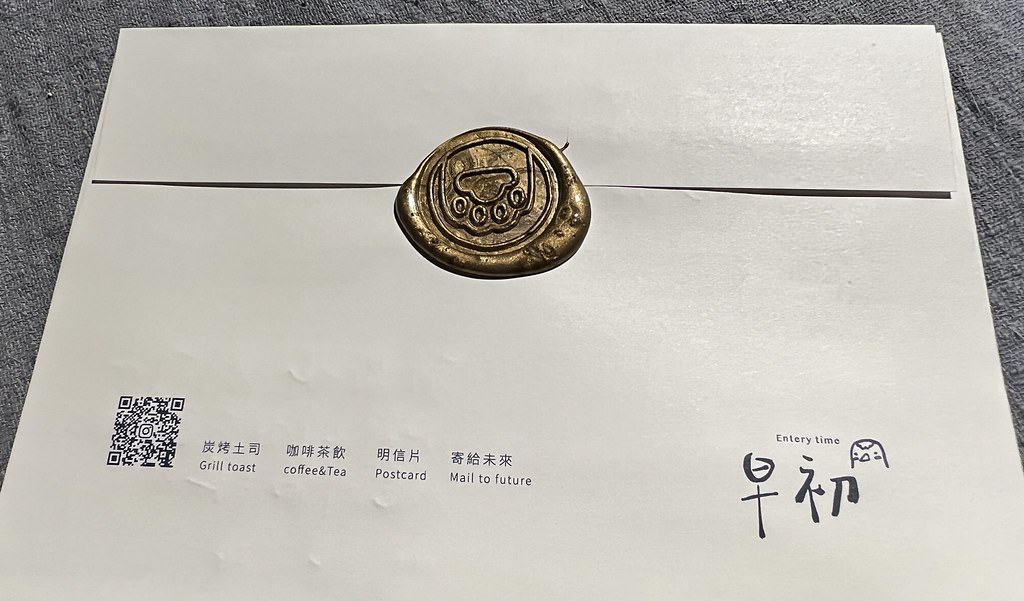 炭烤土司
Grill toast
咖啡茶飲
coffee&Tea
明信片
Postcard
寄給未來
Mail to future
Entery time
早初